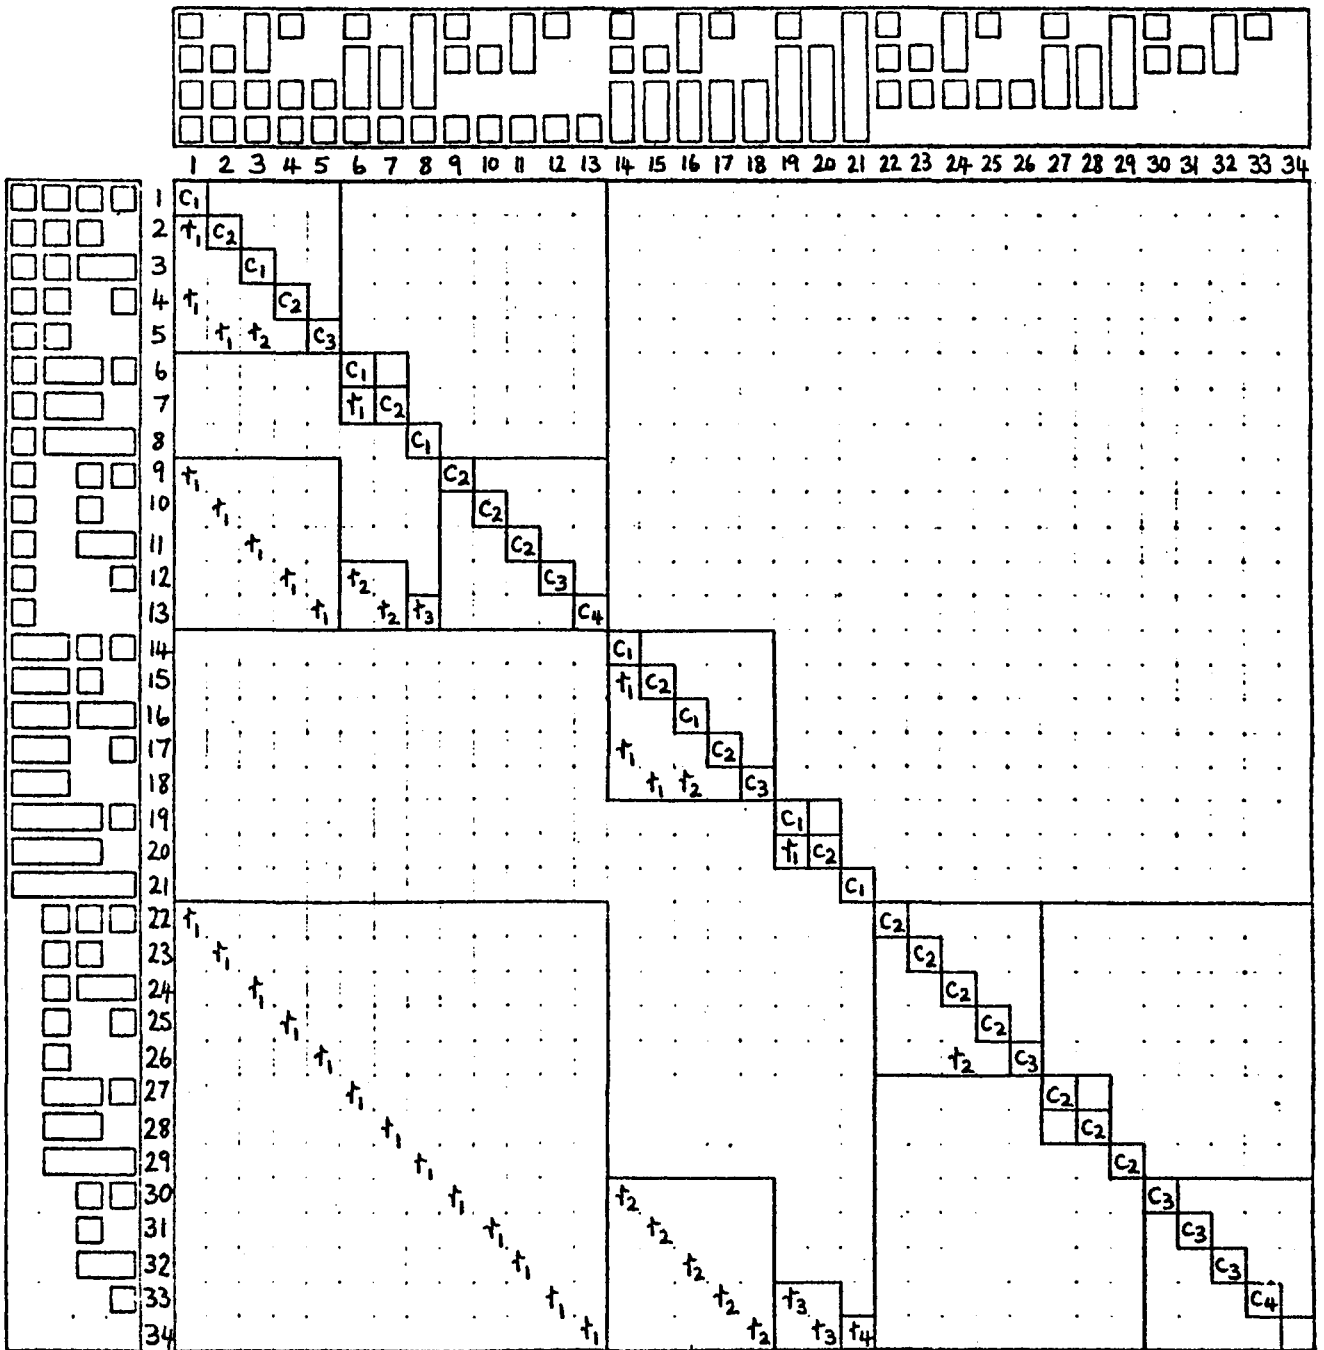 1 2 3 4 5 6 7 8 9 10 11 12 13 14 15 16 17 18 19 20 21 22 23 24 25 26 27 28 29 30 31 32 33 34
1 C₁
2 t₁ C₂
3 C₁
4 t₁ C₂
5 t₁ t₂ C₃
6 C₁
7 t₁ C₂
8 C₁
9 t₁ C₂
10 t₁ C₂
11 t₁ C₂
12 t₁ t₂ C₃
13 t₁ t₂ t₃ C₄
14 C₁
15 t₁ C₂
16 C₁
17 t₁ C₂
18 t₁ t₂ C₃
19 C₁
20 t₁ C₂
21 C₁
22 t₁ C₂
23 t₁ C₂
24 t₁ C₂
25 t₁ C₂
26 t₁ t₂ C₃
27 t₁ C₂
28 t₁ C₂
29 t₁ C₂
30 t₁ t₂ C₃
31 t₁ t₂ C₃
32 t₁ t₂ C₃
33 t₁ t₂ t₃ C₄
34 t₁ t₂ t₃ t₄